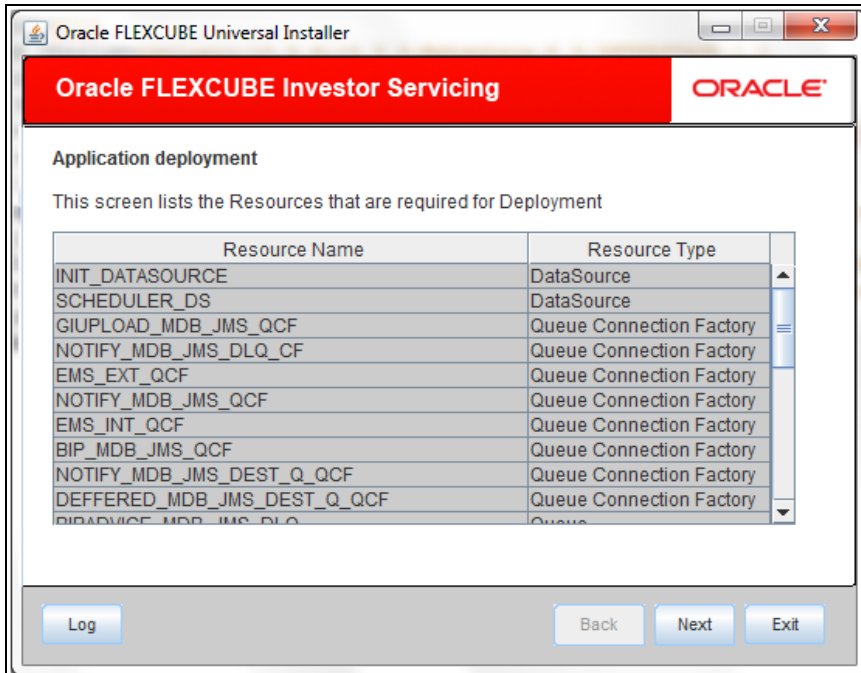 Oracle FLEXCUBE Universal Installer
Oracle FLEXCUBE Investor Servicing ORACLE
Application deployment
This screen lists the Resources that are required for Deployment
Resource Name Resource Type
INIT_DATASOURCE DataSource
SCHEDULER_DS DataSource
GIUPLOAD_MDB_JMS_QCF Queue Connection Factory
NOTIFY_MDB_JMS_DLQ_CF Queue Connection Factory
EMS_EXT_QCF Queue Connection Factory
NOTIFY_MDB_JMS_QCF Queue Connection Factory
EMS_INT_QCF Queue Connection Factory
BIP_MDB_JMS_QCF Queue Connection Factory
NOTIFY_MDB_JMS_DEST_Q_QCF Queue Connection Factory
DEFFERED_MDB_JMS_DEST_Q_QCF Queue Connection Factory
Log Back Next Exit